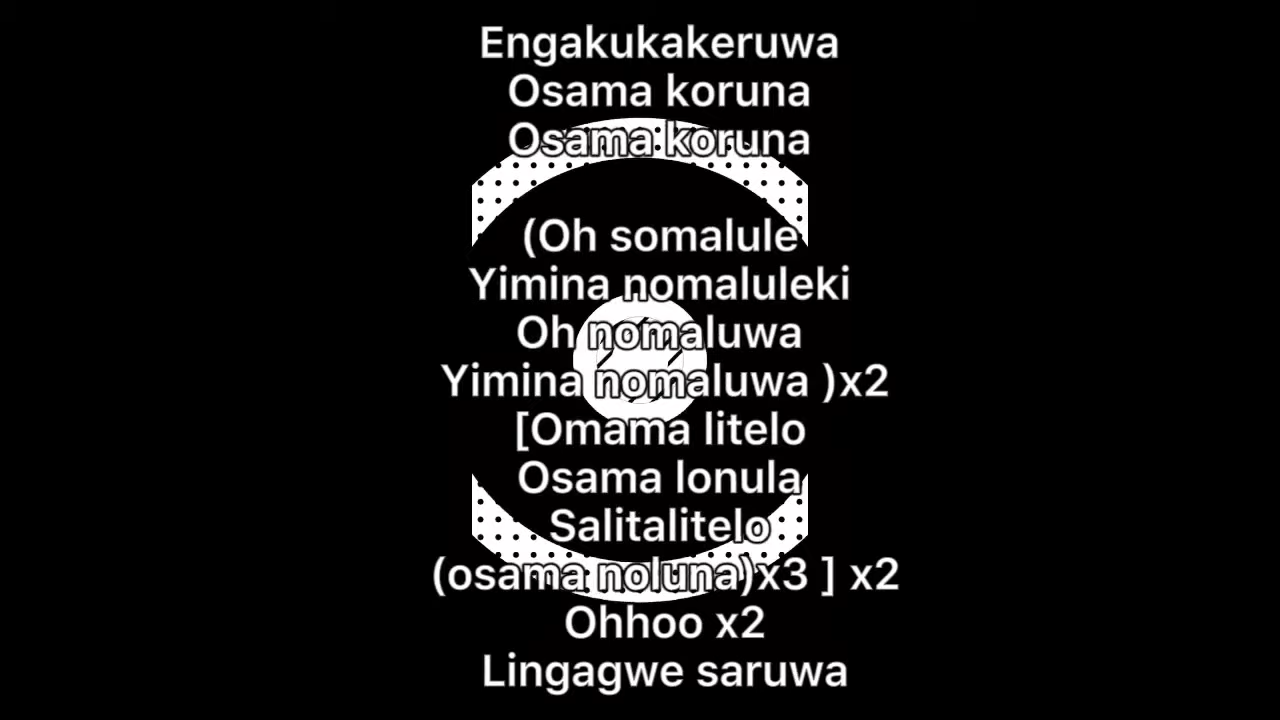 Engakukakeruwa
Osama koruna
Osama koruna
(Oh somalule
Yimina nomaluleki
Oh nomaluwa
Yimina nomaluwa )x2
[Omama litelo
Osama lonula
Salitalitelo
(osama noluna)x3 ] x2
Ohhoo x2
Lingagwe saruwa